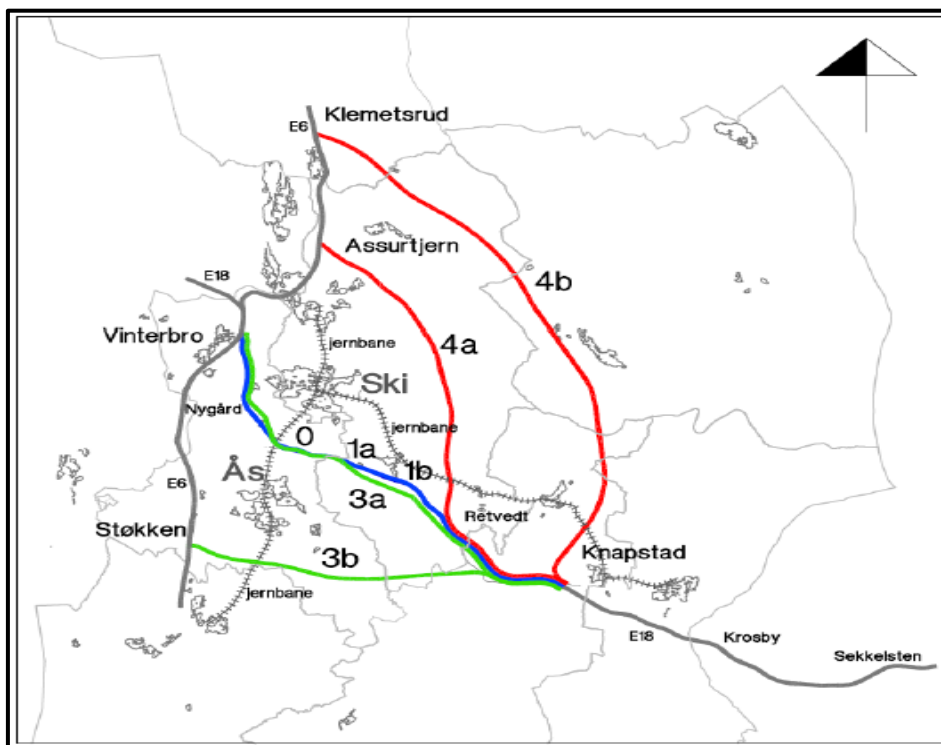 Klemetsrud
E6
Assurtjern
E18
4b
Vinterbro
jernbane
4a
Ski
Nygård
jernbane
0
1a
1b
Ås
3a
E6
Retvedt
Støkken
Knapstad
3b
jernbane
E18
Krosby
Sekkelsten